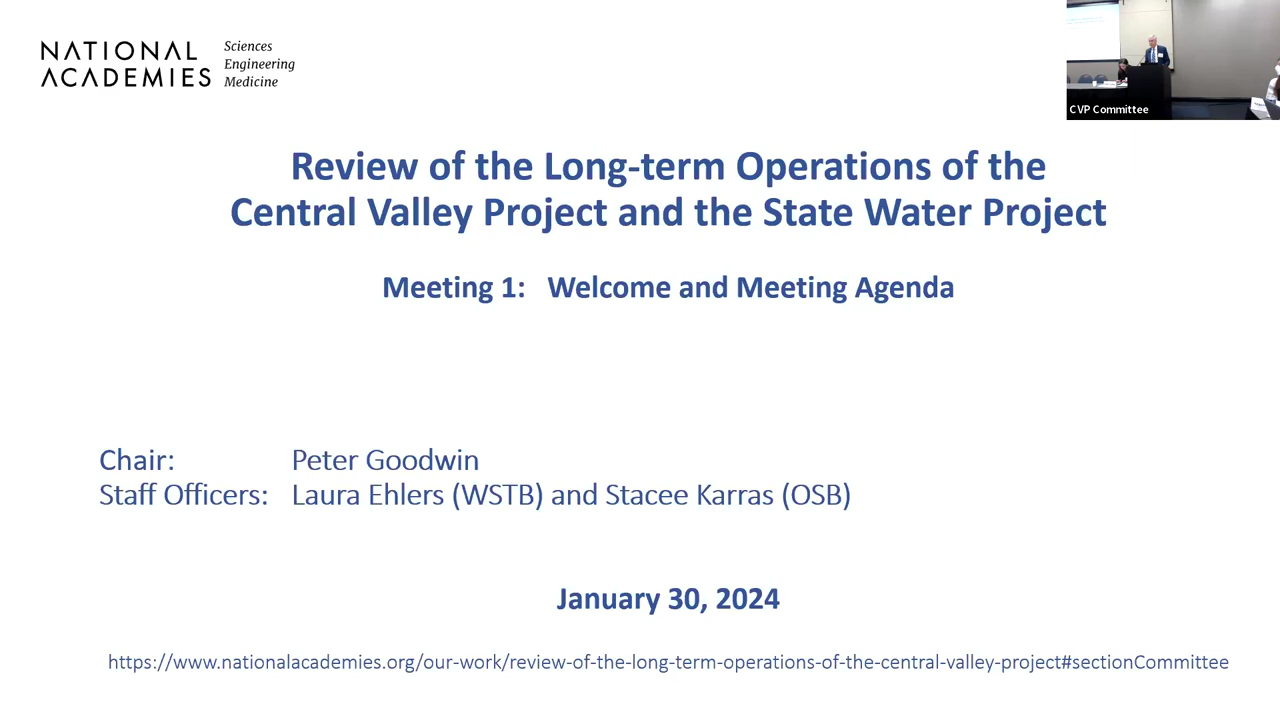 NATIONAL
ACADEMIES
Sciences
Engineering
Medicine
CVP Committee
Review of the Long-term Operations of the
Central Valley Project and the State Water Project
Meeting 1: Welcome and Meeting Agenda
Chair: Peter Goodwin
Staff Officers: Laura Ehlers (WSTB) and Stacee Karras (OSB)
January 30, 2024
https://www.nationalacademies.org/our-work/review-of-the-long-term-operations-of-the-central-valley-project#sectionCommittee